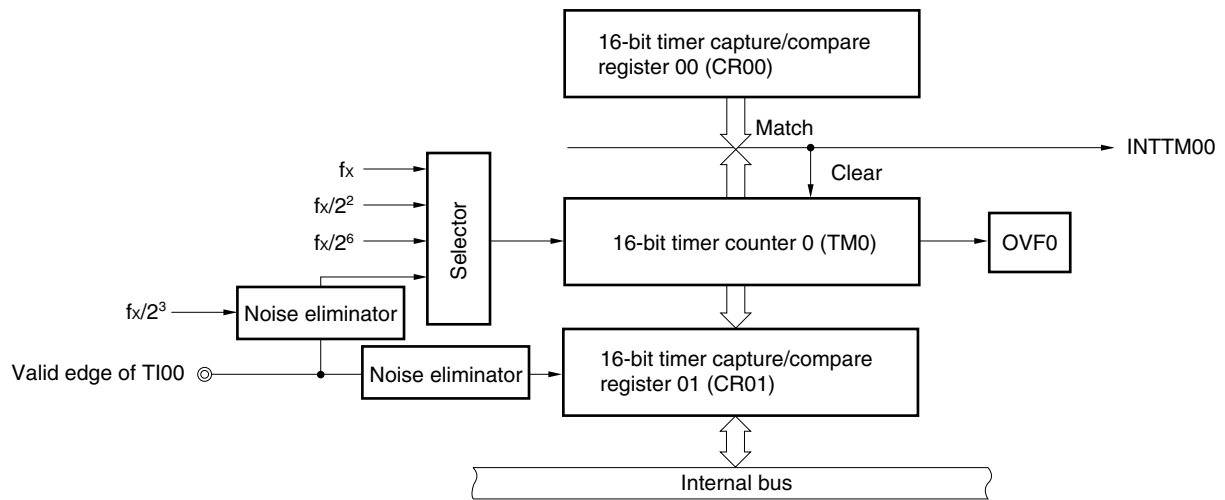 16-bit timer capture/compare
register 00 (CR00)
Match
INTTM00
Clear
fx
fx/2²
fx/2⁶
Selector
16-bit timer counter 0 (TM0)
OVF0
fx/2³
Noise eliminator
Valid edge of TI00
Noise eliminator
16-bit timer capture/compare
register 01 (CR01)
Internal bus